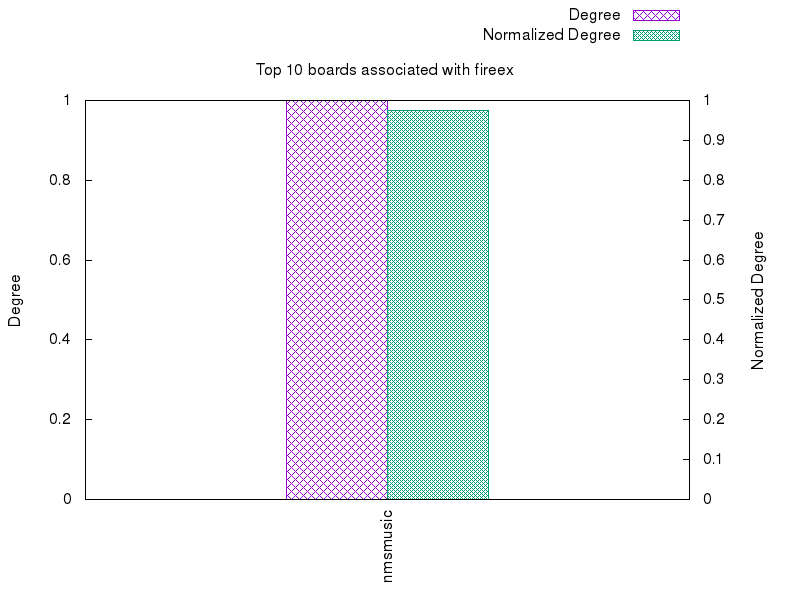 Degree
Normalized Degree
Top 10 boards associated with fireex
1
0.8
0.6
0.4
0.2
0
1
0.9
0.8
0.7
0.6
0.5
0.4
0.3
0.2
0.1
0
Degree
Normalized Degree
nmsmusic